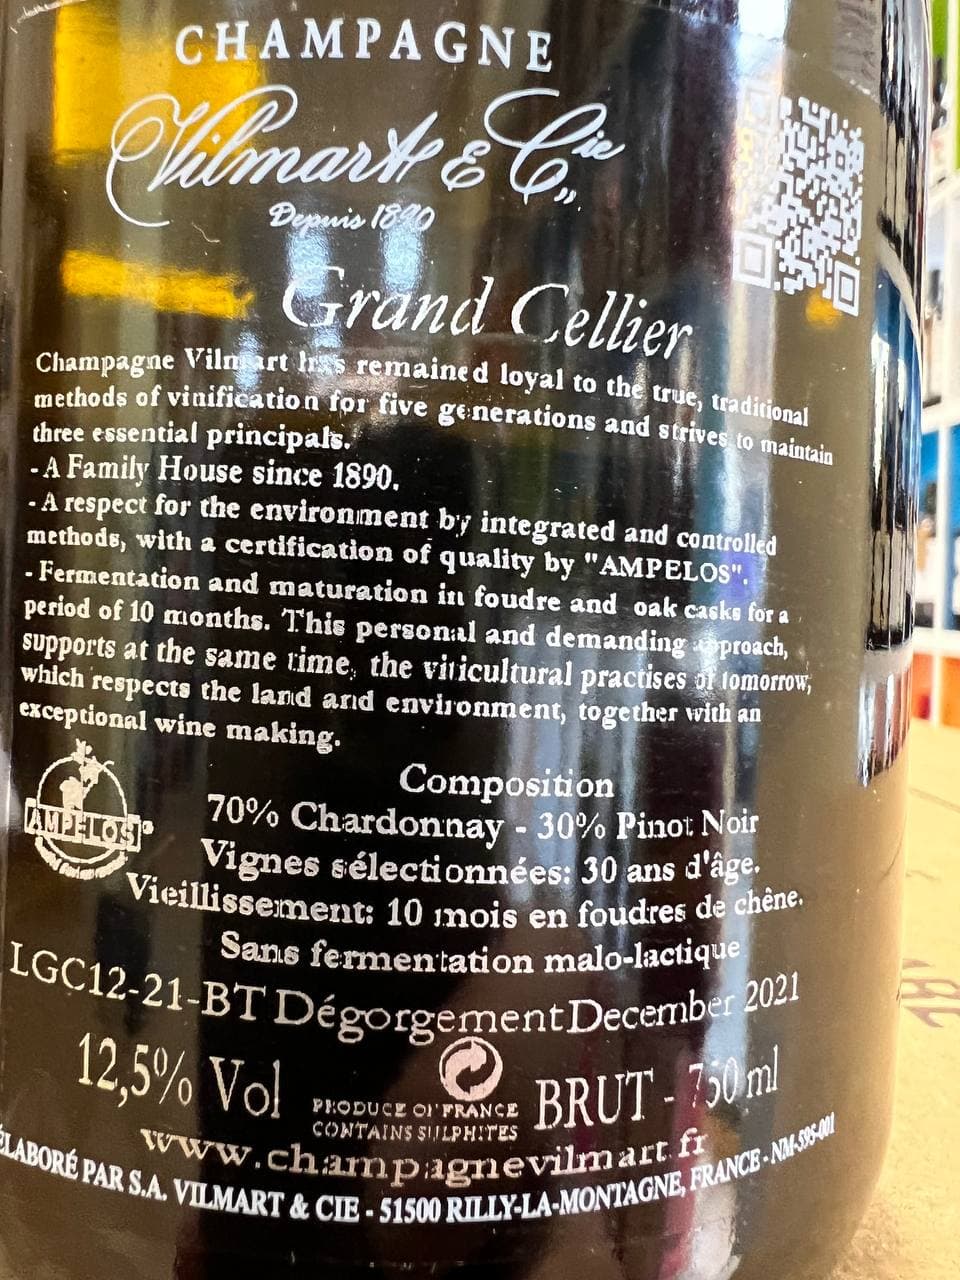 CHAMPAGNE
Vilmart & Cie
Depuis 1890
Grand Cellier
Champagne Vilmart has remained loyal to the true, traditional
methods of vinification for five generations and strives to maintain
three essential principals.
- A Family House since 1890.
- A respect for the environment by integrated and controlled
methods, with a certification of quality by "AMPELOS".
- Fermentation and maturation in foudre and oak casks for a
period of 10 months. This personal and demanding approach,
supports at the same time, the viticultural practises of tomorrow,
which respects the land and environment, together with an
exceptional wine making.
Composition
AMPELOS
70% Chardonnay - 30% Pinot Noir
Vignes sélectionnées: 30 ans d'âge.
Vieillissement: 10 mois en foudres de chêne.
Sans fermentation malo-lactique
LGC12-21-BT Dégorgement December 2021
12,5% Vol
PRODUCE OF FRANCE
CONTAINS SULPHITES
BRUT - 750 ml
www.champagnevilmart.fr
ÉLABORÉ PAR S.A. VILMART & CIE - 51500 RILLY-LA-MONTAGNE, FRANCE - NM-595-001